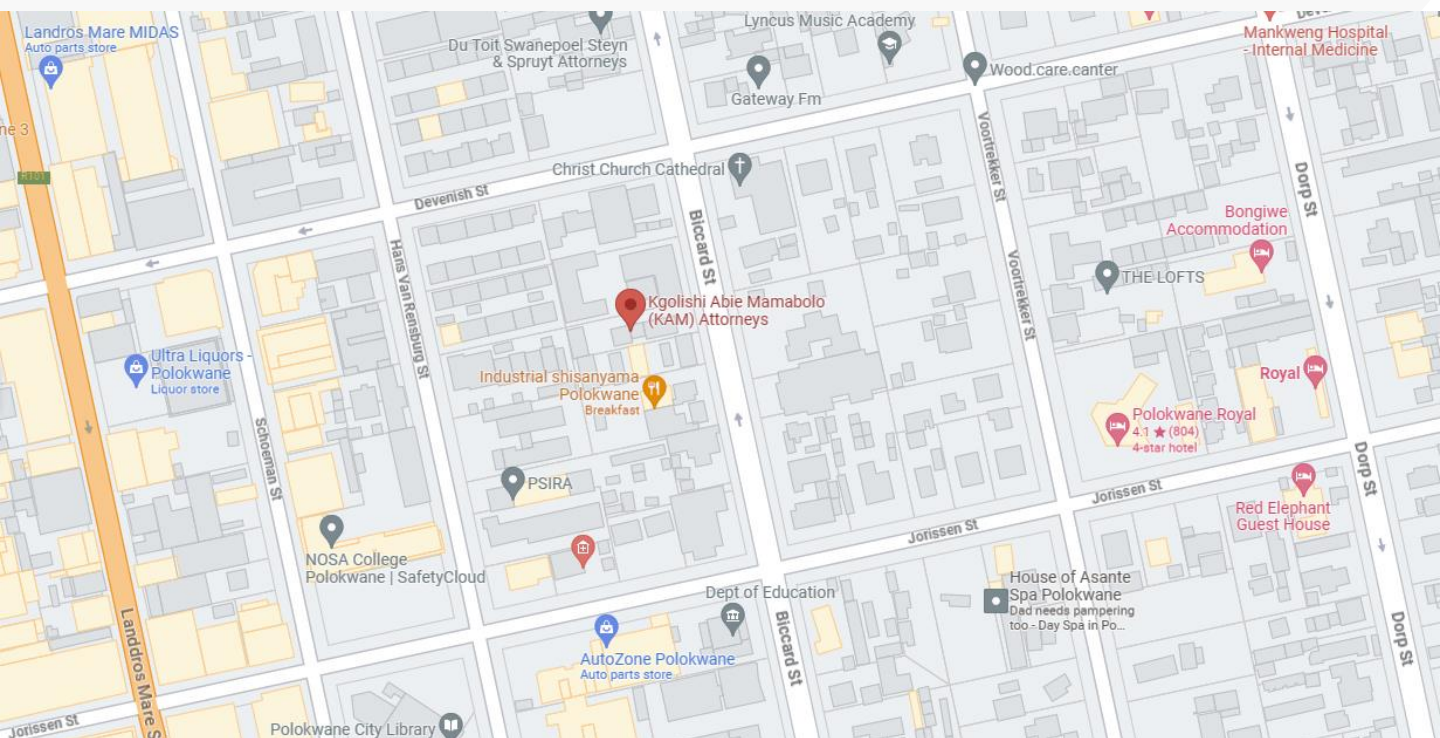 Landros Mare MIDAS
Auto parts store
Du Toit Swanepoel Steyn
& Spruyt Attorneys
Lyncus Music Academy
Gateway Fm
Wood.care.canter
Mankweng Hospital
- Internal Medicine
ne 3
R101
Christ Church Cathedral
Devenish St
Voortrekker St
Dorp St
Biccard St
Bongiwe
Accommodation
Hans Van Rensburg St
Voortrekker St
THE LOFTS
Kgolishi Abie Mamabolo
(KAM) Attorneys
Ultra Liquors -
Polokwane
Liquor store
Industrial shisanyama
Polokwane
Breakfast
Royal
Polokwane Royal
4.1 ★ (804)
4-star hotel
Schoeman St
PSIRA
Jorissen St
Dorp St
Red Elephant
Guest House
Jorissen St
NOSA College
Polokwane | SafetyCloud
Dept of Education
House of Asante
Spa Polokwane
Dad needs pampering
too - Day Spa in Po...
Landdros Mare S
Biccard St
Dorp St
AutoZone Polokwane
Auto parts store
Jorissen St
Polokwane City Library